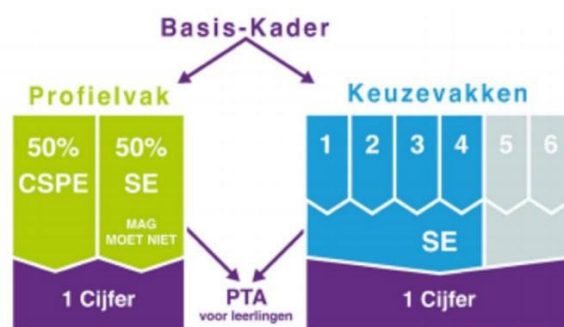 Basis-Kader
Profielvak
Keuzevakken
50%
CSPE
50%
SE
MAG
MOET NIET
1 Cijfer
PTA
voor leerlingen
1 2 3 4 5 6
SE
1 Cijfer